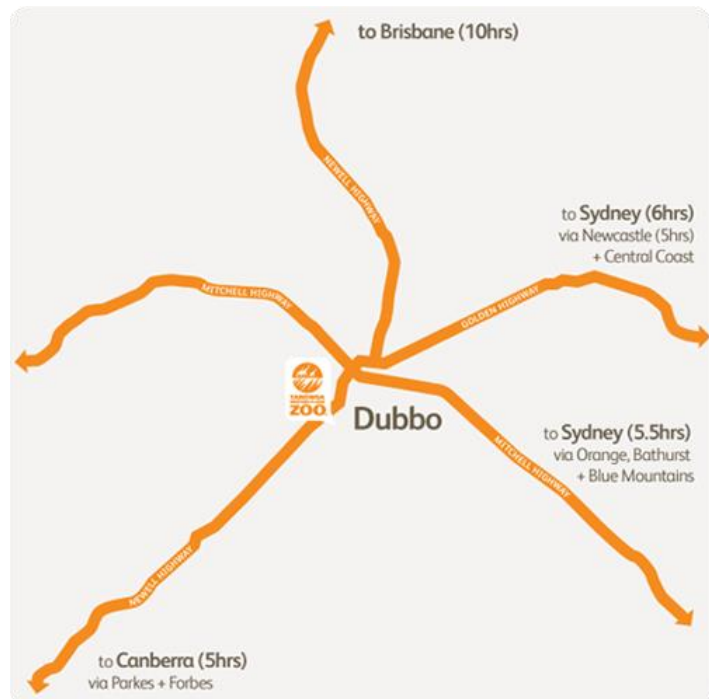 to Brisbane (10hrs)
NEWELL HIGHWAY
to Sydney (6hrs)
via Newcastle (5hrs)
+ Central Coast
MITCHELL HIGHWAY
GOLDEN HIGHWAY
TARONGA
ZOO
Dubbo
to Sydney (5.5hrs)
via Orange, Bathurst
+ Blue Mountains
MITCHELL HIGHWAY
NEWELL HIGHWAY
to Canberra (5hrs)
via Parkes + Forbes